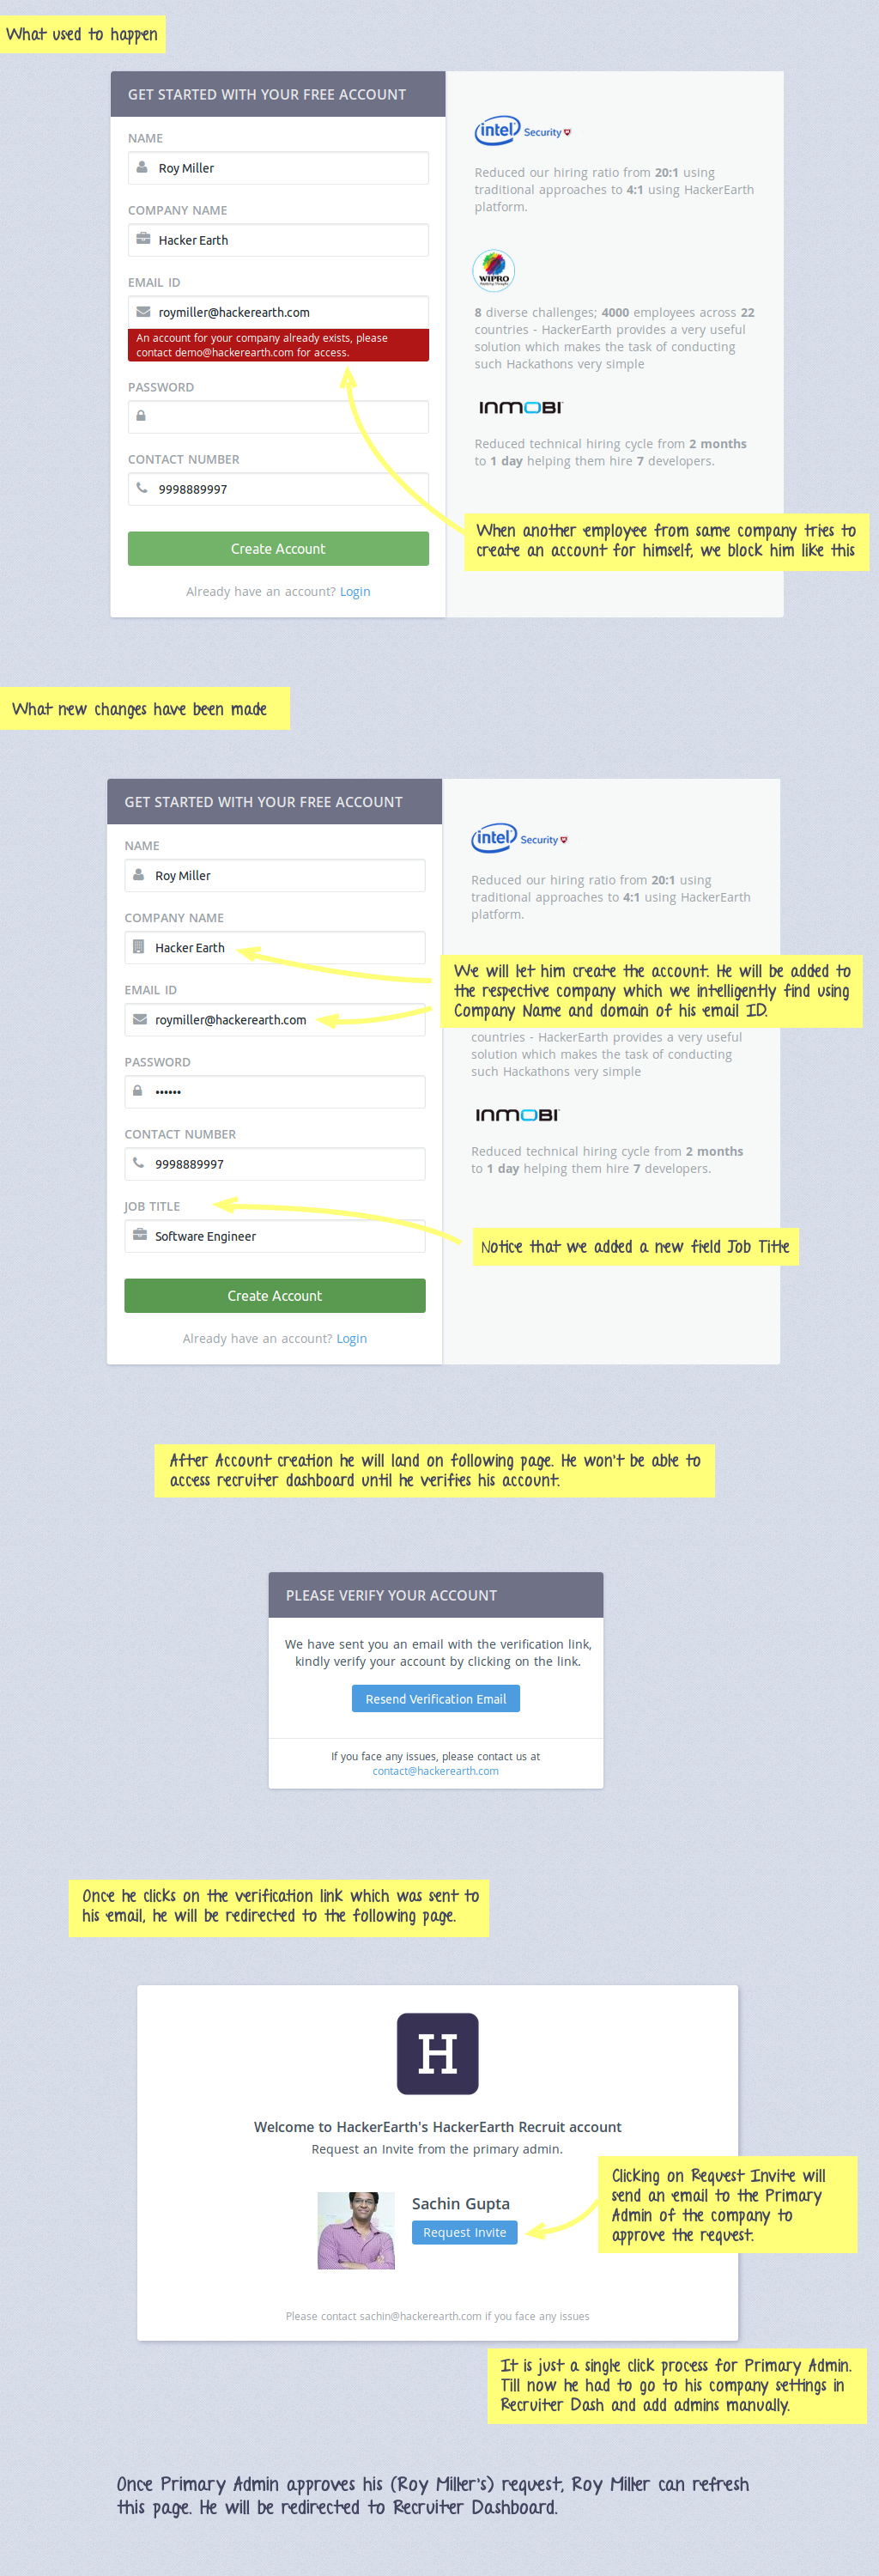 What used to happen
GET STARTED WITH YOUR FREE ACCOUNT
NAME
Roy Miller
COMPANY NAME
Hacker Earth
EMAIL ID
roymiller@hackerearth.com
An account for your company already exists, please
contact demo@hackerearth.com for access.
PASSWORD
CONTACT NUMBER
9998889997
Create Account
Already have an account? Login
intel Security
Reduced our hiring ratio from 20:1 using
traditional approaches to 4:1 using HackerEarth
platform.
WIPRO
Applying Thought
8 diverse challenges; 4000 employees across 22
countries - HackerEarth provides a very useful
solution which makes the task of conducting
such Hackathons very simple
INMOBI
Reduced technical hiring cycle from 2 months
to 1 day helping them hire 7 developers.
When another employee from same company tries to
create an account for himself, we block him like this
What new changes have been made
GET STARTED WITH YOUR FREE ACCOUNT
NAME
Roy Miller
COMPANY NAME
Hacker Earth
EMAIL ID
roymiller@hackerearth.com
PASSWORD
••••••
CONTACT NUMBER
9998889997
JOB TITLE
Software Engineer
Create Account
Already have an account? Login
intel Security
Reduced our hiring ratio from 20:1 using
traditional approaches to 4:1 using HackerEarth
platform.
We will let him create the account. He will be added to
the respective company which we intelligently find using
Company Name and domain of his email ID.
countries - HackerEarth provides a very useful
solution which makes the task of conducting
such Hackathons very simple
INMOBI
Reduced technical hiring cycle from 2 months
to 1 day helping them hire 7 developers.
Notice that we added a new field Job Title
After Account creation he will land on following page. He won't be able to
access recruiter dashboard until he verifies his account.
PLEASE VERIFY YOUR ACCOUNT
We have sent you an email with the verification link,
kindly verify your account by clicking on the link.
Resend Verification Email
If you face any issues, please contact us at
contact@hackerearth.com
Once he clicks on the verification link which was sent to
his email, he will be redirected to the following page.
H
Welcome to HackerEarth's HackerEarth Recruit account
Request an Invite from the primary admin.
Sachin Gupta
Request Invite
Clicking on Request Invite will
send an email to the Primary
Admin of the company to
approve the request.
Please contact sachin@hackerearth.com if you face any issues
It is just a single click process for Primary Admin.
Till now he had to go to his company settings in
Recruiter Dash and add admins manually.
Once Primary Admin approves his (Roy Miller's) request, Roy Miller can refresh
this page. He will be redirected to Recruiter Dashboard.